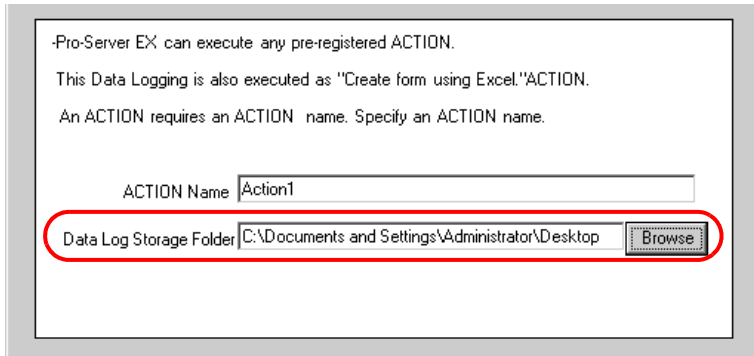 -Pro-Server EX can execute any pre-registered ACTION.
This Data Logging is also executed as "Create form using Excel."ACTION.
An ACTION requires an ACTION name. Specify an ACTION name.
ACTION Name Action1
Data Log Storage Folder C:\Documents and Settings\Administrator\Desktop Browse